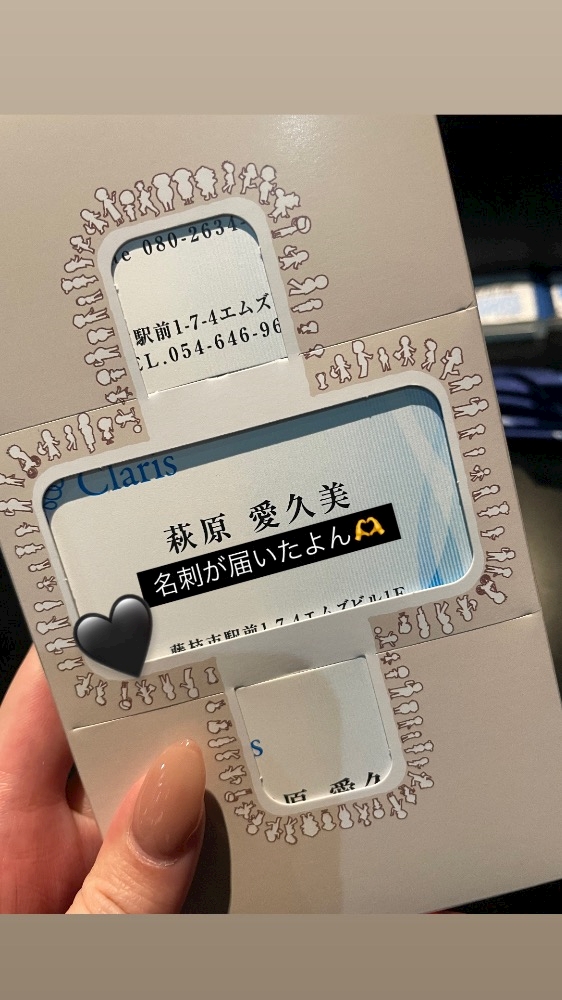 e 080-2634-
駅前1-7-4エムズ
EL.054-646-96
& Claris
萩原 愛久美
名刺が届いたよん🫶
藤枝市駅前1-7-4エムズビル1F
s
原 愛久